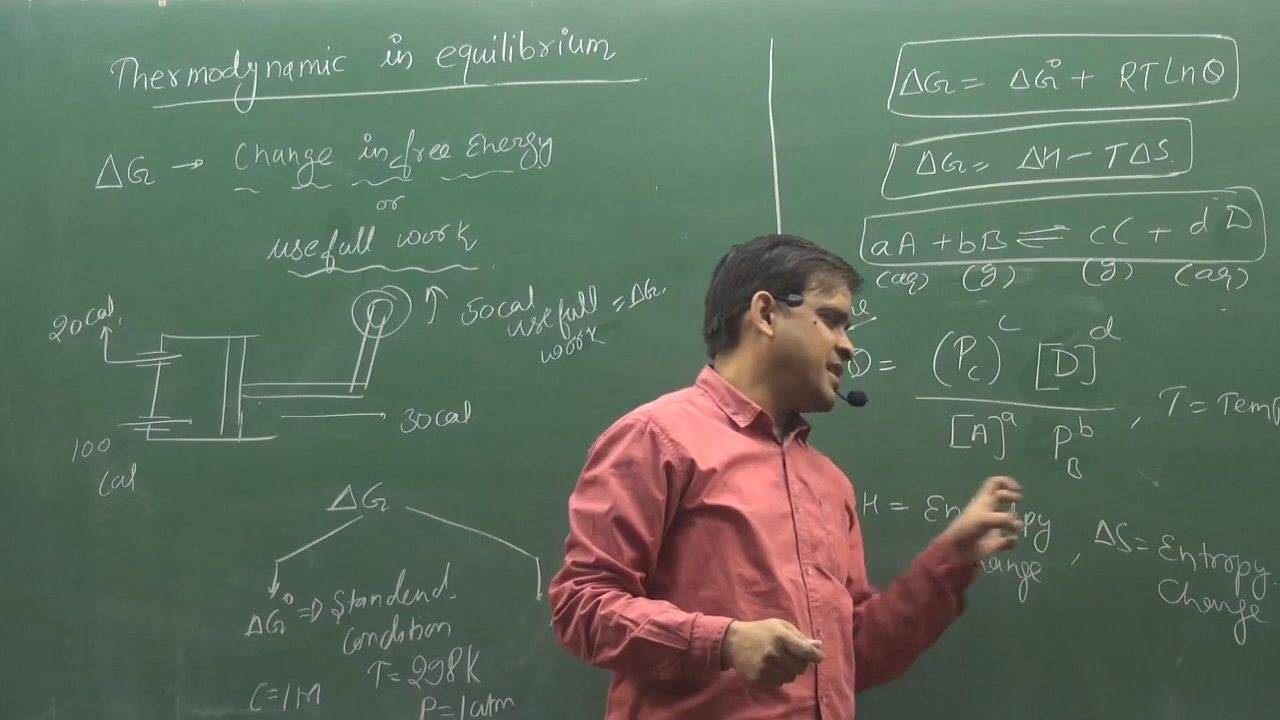 Thermodynamic in equilibrium
ΔG → Change in free Energy
or
usefull work
20cal.
50cal
usefull = ΔG.
work
30cal
100
cal
ΔG
ΔG° ⇒ Standend.
Condition
T = 298K
C = 1M
P = 1atm
ΔG = ΔG° + RT Ln Q
ΔG = ΔH - TΔS.
aA + bB ⇌ cC + dD
(aq) (g) (g) (aq)
= (P_C)^c [D]^d
[A]^a P_B^b , T = Temp
H =
, ΔS = Entropy
Change